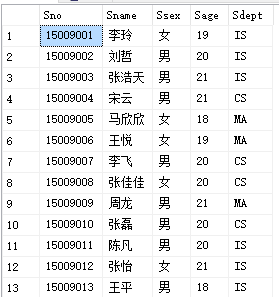 Sno Sname Ssex Sage Sdept
1 15009001 李玲 女 19 IS
2 15009002 刘哲 男 20 IS
3 15009003 张浩天 男 21 IS
4 15009004 宋云 男 21 CS
5 15009005 马欣欣 女 18 MA
6 15009006 王悦 女 19 MA
7 15009007 李飞 男 20 CS
8 15009008 张佳佳 女 20 CS
9 15009009 周龙 男 21 MA
10 15009010 张磊 男 20 CS
11 15009011 陈凡 男 20 IS
12 15009012 张怡 女 21 IS
13 15009013 王平 男 18 IS